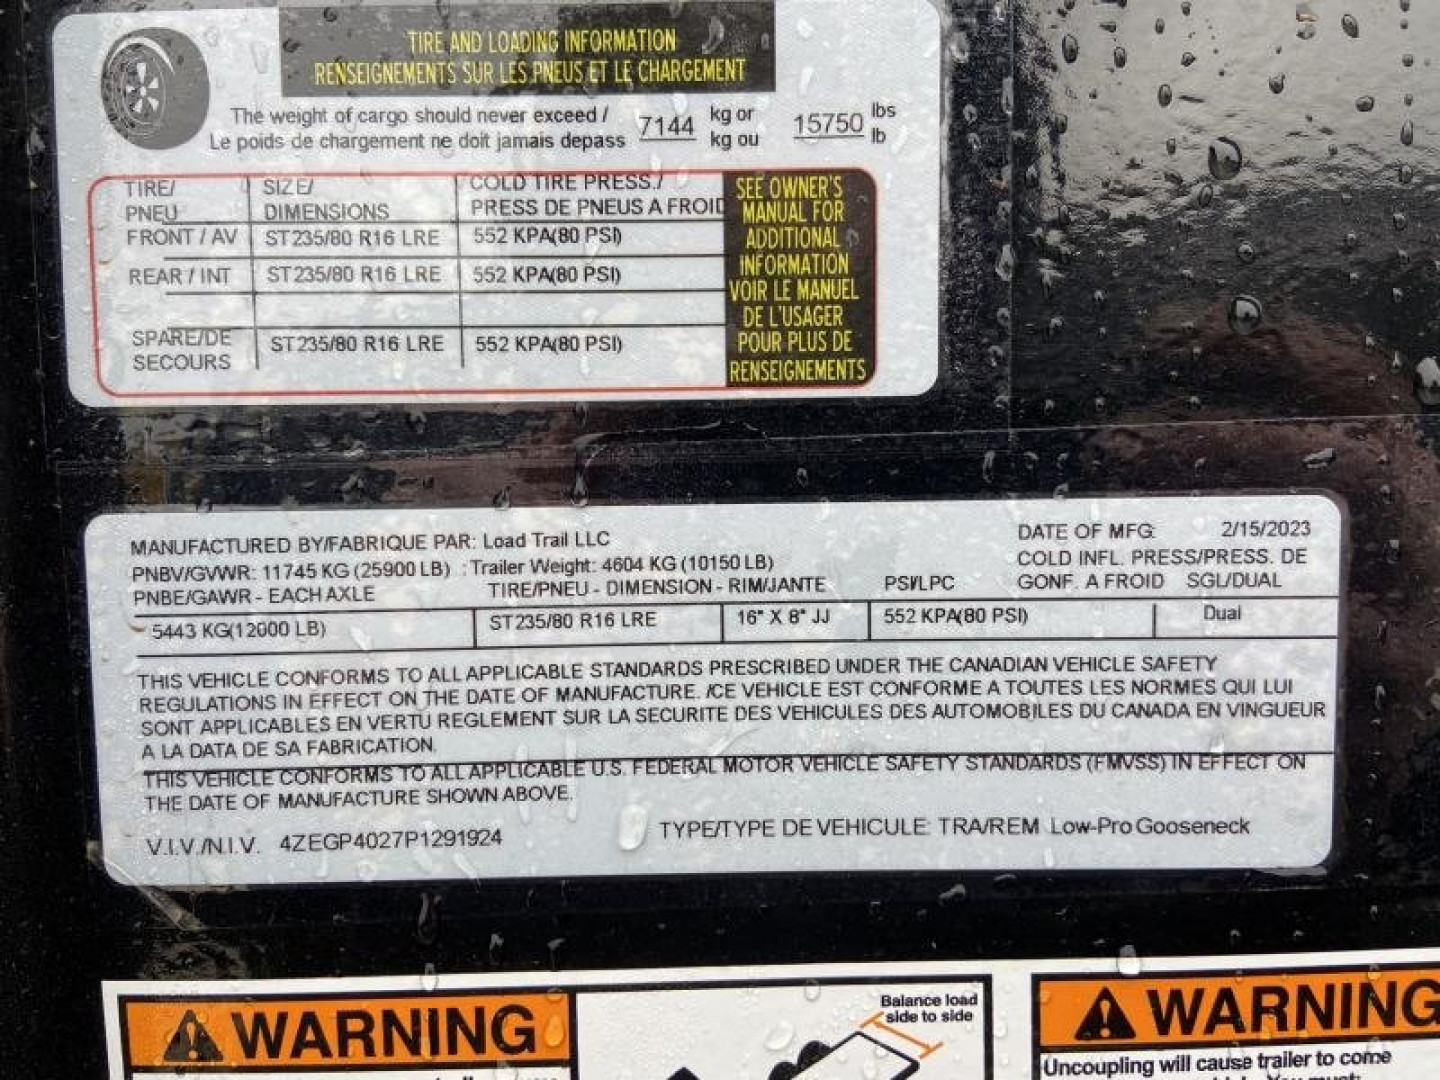 TIRE AND LOADING INFORMATION
RENSEIGNEMENTS SUR LES PNEUS ET LE CHARGEMENT
The weight of cargo should never exceed / 7144 kg or 15750 lbs
Le poids de chargement ne doit jamais depass kg ou lb
TIRE/ SIZE/ COLD TIRE PRESS./
PNEU DIMENSIONS PRESS DE PNEUS A FROID
FRONT / AV ST235/80 R16 LRE 552 KPA(80 PSI)
REAR / INT ST235/80 R16 LRE 552 KPA(80 PSI)
SPARE/DE ST235/80 R16 LRE 552 KPA(80 PSI)
SECOURS
SEE OWNER'S
MANUAL FOR
ADDITIONAL
INFORMATION
VOIR LE MANUEL
DE L'USAGER
POUR PLUS DE
RENSEIGNEMENTS
MANUFACTURED BY/FABRIQUE PAR: Load Trail LLC DATE OF MFG: 2/15/2023
PNBV/GVWR: 11745 KG (25900 LB) : Trailer Weight: 4604 KG (10150 LB) COLD INFL. PRESS/PRESS. DE
PNBE/GAWR - EACH AXLE TIRE/PNEU - DIMENSION - RIM/JANTE PSI/LPC GONF. A FROID SGL/DUAL
5443 KG(12000 LB) ST235/80 R16 LRE 16" X 8" JJ 552 KPA(80 PSI) Dual
THIS VEHICLE CONFORMS TO ALL APPLICABLE STANDARDS PRESCRIBED UNDER THE CANADIAN VEHICLE SAFETY
REGULATIONS IN EFFECT ON THE DATE OF MANUFACTURE. /CE VEHICLE EST CONFORME A TOUTES LES NORMES QUI LUI
SONT APPLICABLES EN VERTU REGLEMENT SUR LA SECURITE DES VEHICULES DES AUTOMOBILES DU CANADA EN VINGUEUR
A LA DATA DE SA FABRICATION.
THIS VEHICLE CONFORMS TO ALL APPLICABLE U.S. FEDERAL MOTOR VEHICLE SAFETY STANDARDS (FMVSS) IN EFFECT ON
THE DATE OF MANUFACTURE SHOWN ABOVE.
V.I.V./N.I.V. 4ZEGP4027P1291924 TYPE/TYPE DE VEHICULE: TRA/REM Low-Pro Gooseneck
WARNING
Balance load
side to side
WARNING
Uncoupling will cause trailer to come